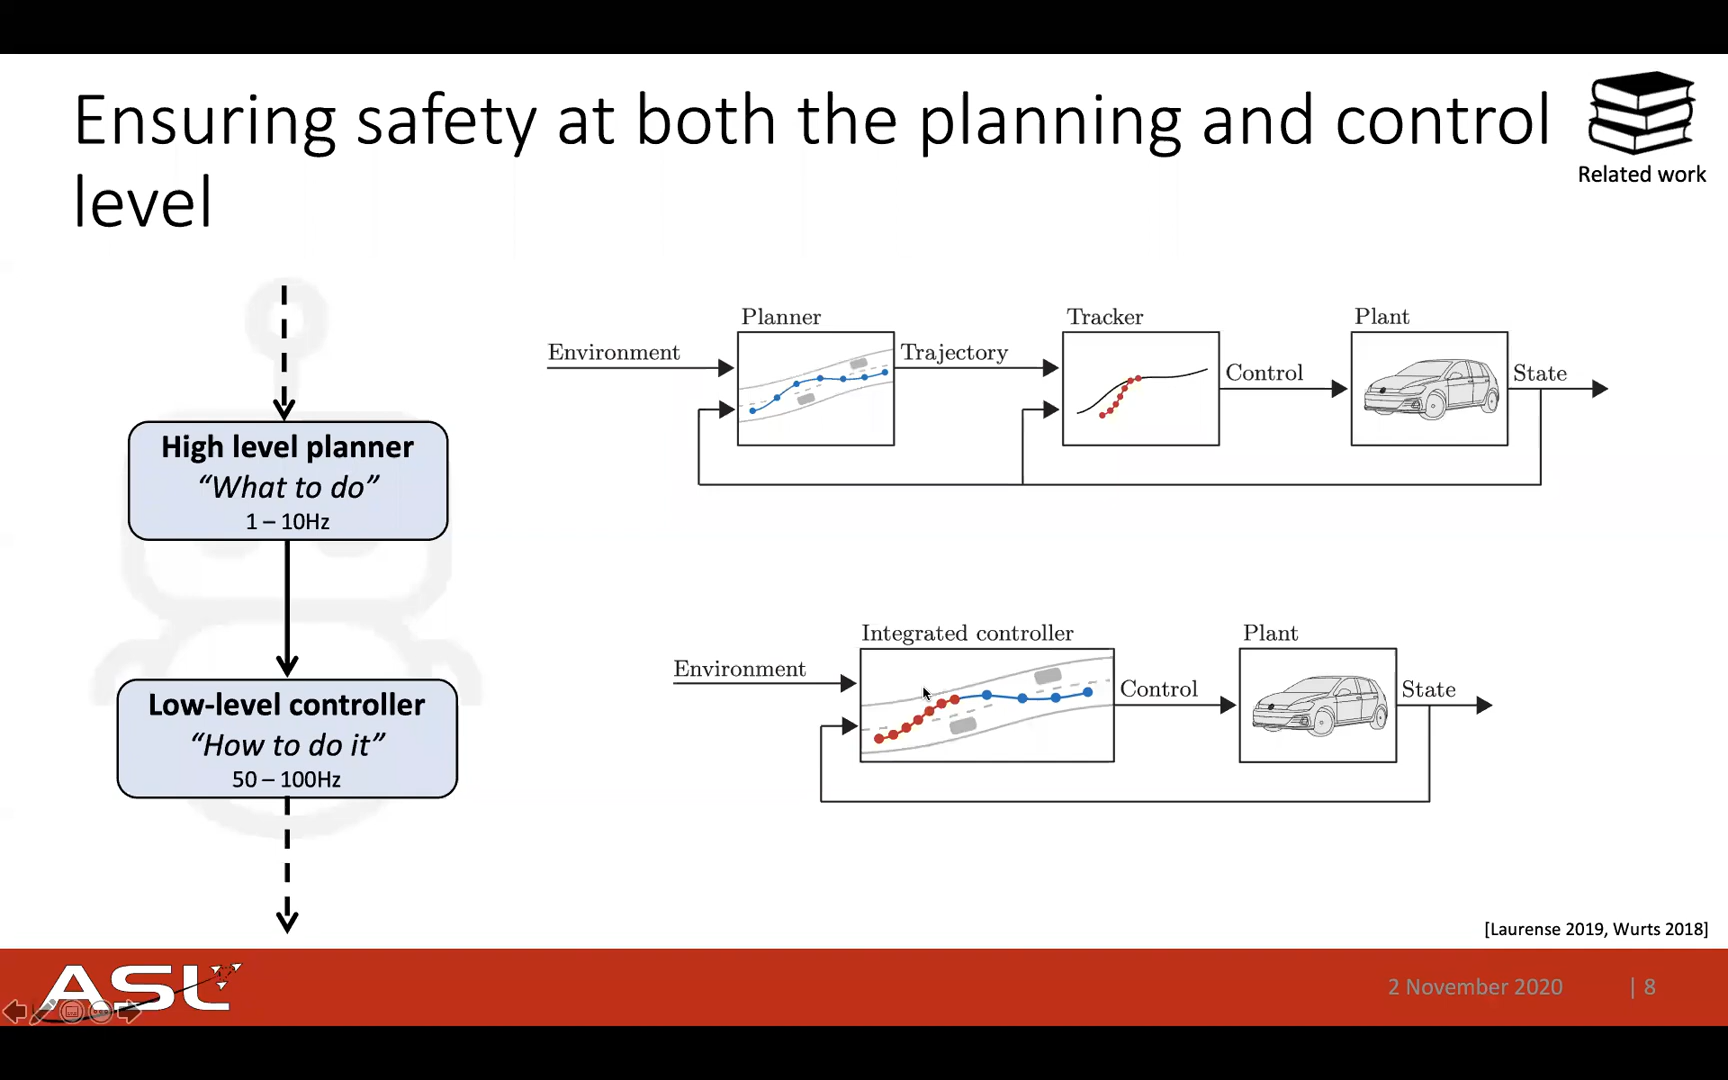 Ensuring safety at both the planning and control
level
Related work
High level planner
“What to do”
1 – 10Hz
Low-level controller
“How to do it”
50 – 100Hz
Planner
Tracker
Plant
Environment
Trajectory
Control
State
Integrated controller
Plant
Environment
Control
State
[Laurense 2019, Wurts 2018]
ASL
2 November 2020
| 8